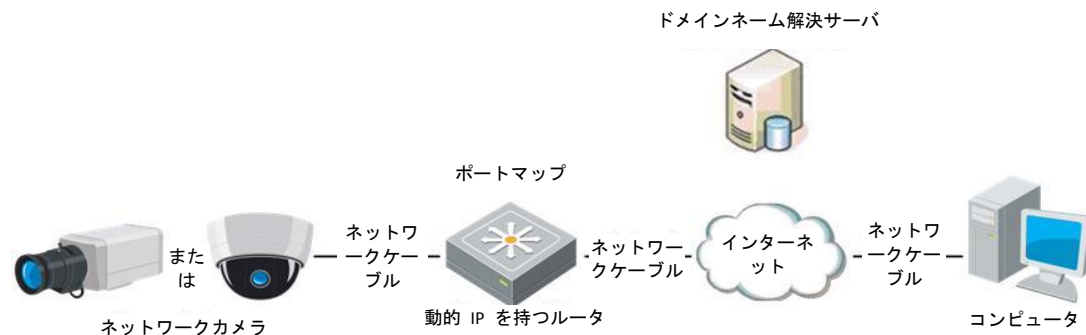 ドメインネーム解決サーバ
ポートマップ
また
は
ネットワ
ークケー
ブル
ネットワー
クケーブル
インターネ
ット
ネットワ
ークケー
ブル
ネットワークカメラ
動的 IP を持つルータ
コンピュータ